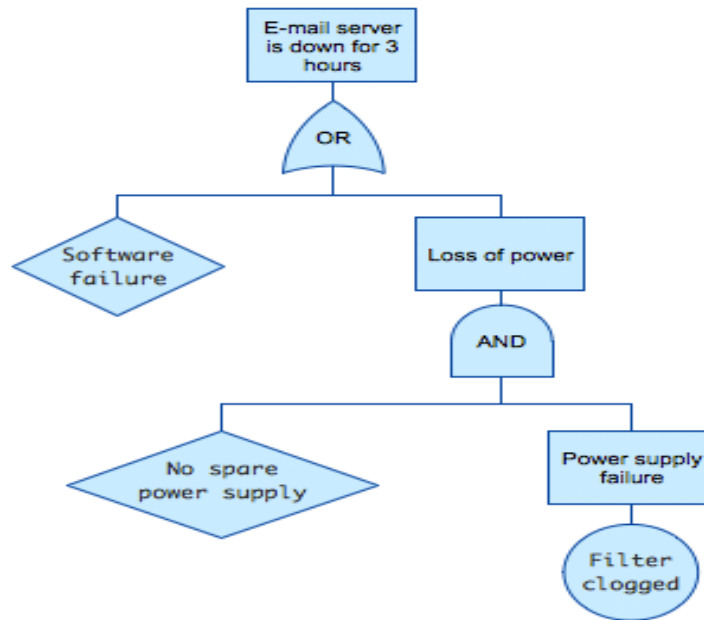 E-mail server
is down for 3
hours
OR
Software
failure
Loss of power
AND
No spare
power supply
Power supply
failure
Filter
clogged